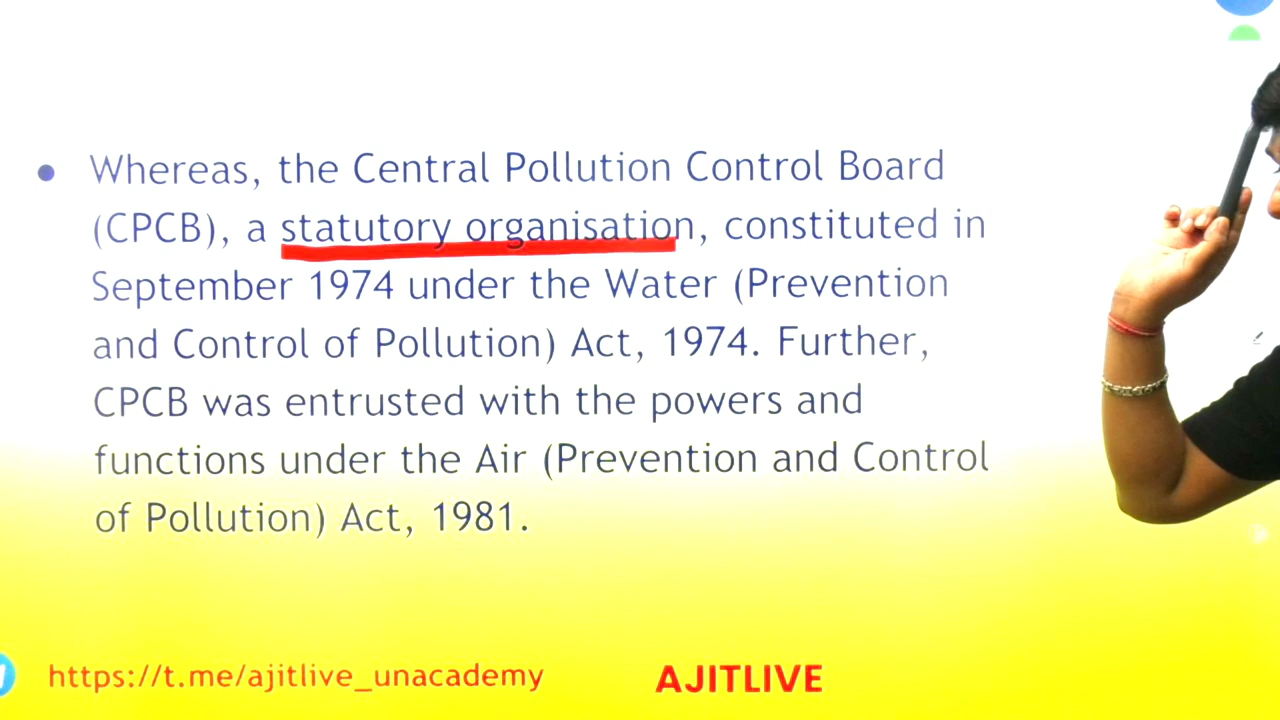 Whereas, the Central Pollution Control Board
(CPCB), a statutory organisation, constituted in
September 1974 under the Water (Prevention
and Control of Pollution) Act, 1974. Further,
CPCB was entrusted with the powers and
functions under the Air (Prevention and Control
of Pollution) Act, 1981.
https://t.me/ajitlive_unacademy
AJITLIVE